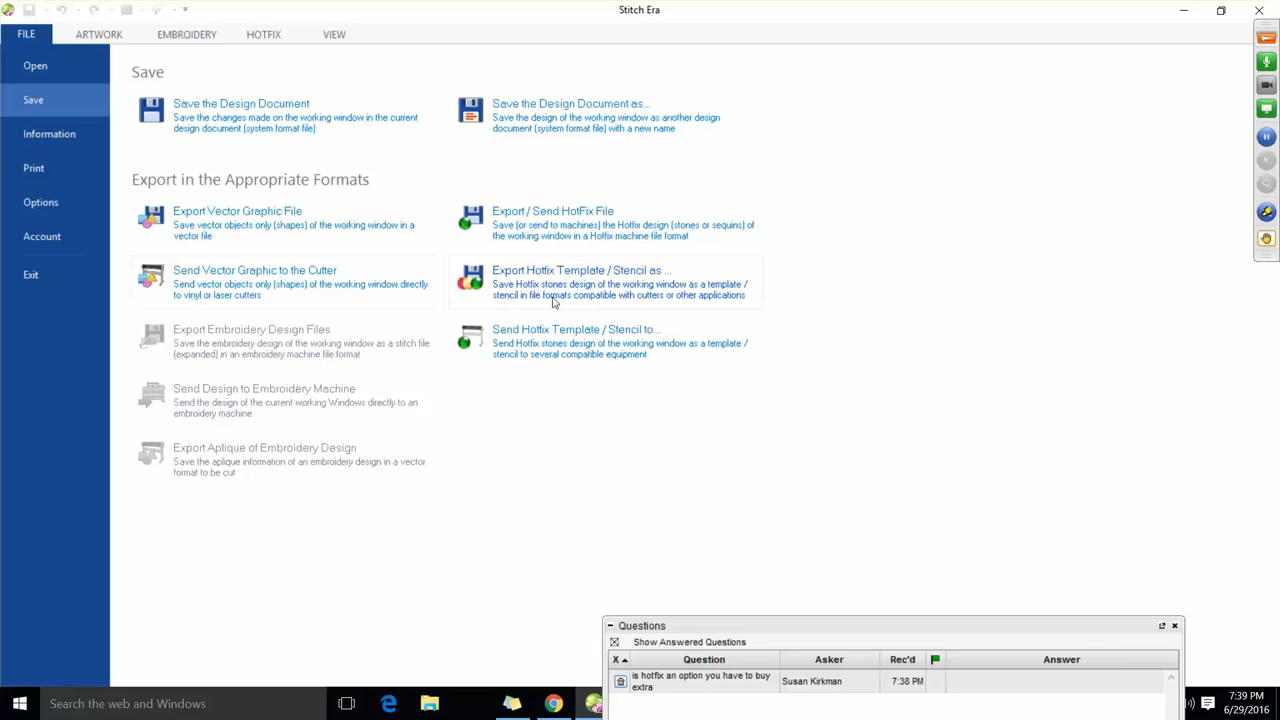 Stitch Era
FILE
ARTWORK
EMBROIDERY
HOTFIX
VIEW
Open
Save
Information
Print
Options
Account
Exit
Save
Save the Design Document
Save the changes made on the working window in the current
design document (system format file)
Save the Design Document as...
Save the design of the working window as another design
document (system format file) with a new name
Export in the Appropriate Formats
Export Vector Graphic File
Save vector objects only (shapes) of the working window in a
vector file
Export / Send HotFix File
Save (or send to machines) the Hotfix design (stones or sequins) of
the working window in a Hotfix machine file format
Send Vector Graphic to the Cutter
Send vector objects only (shapes) of the working window directly
to vinyl or laser cutters
Export Hotfix Template / Stencil as ...
Save Hotfix stones design of the working window as a template /
stencil in file formats compatible with cutters or other applications
Export Embroidery Design Files
Save the embroidery design of the working window as a stitch file
(expanded) in an embroidery machine file format
Send Hotfix Template / Stencil to...
Send Hotfix stones design of the working window as a template /
stencil to several compatible equipment
Send Design to Embroidery Machine
Send the design of the current working Windows directly to an
embroidery machine
Export Aplique of Embroidery Design
Save the aplique information of an embroidery design in a vector
format to be cut
Questions
Show Answered Questions
X Question Asker Rec'd Answer
is hotfix an option you have to buy
extra
Susan Kirkman
7:38 PM
Search the web and Windows
7:39 PM
6/29/2016